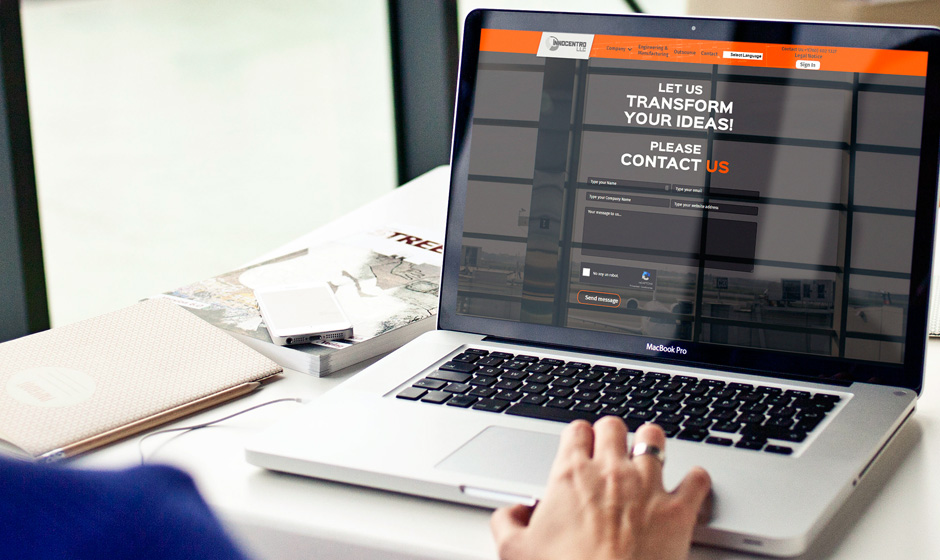 INNOCENTRO
LLC
Company
Engineering &
Manufacturing
Contact
Select Language
Legal Notice
Sign In
LET US
TRANSFORM
YOUR IDEAS!
PLEASE
CONTACT US
Type your Name
Type your email
Type your Company Name
Type your website address
Your message to us...
Send message
MacBook Pro
TREE